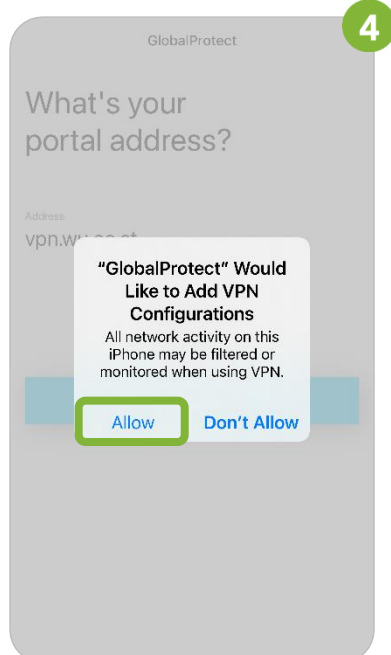 4
GlobalProtect
What's your
portal address?
Address
"GlobalProtect" Would
Like to Add VPN
Configurations
All network activity on this
iPhone may be filtered or
monitored when using VPN.
Allow Don't Allow